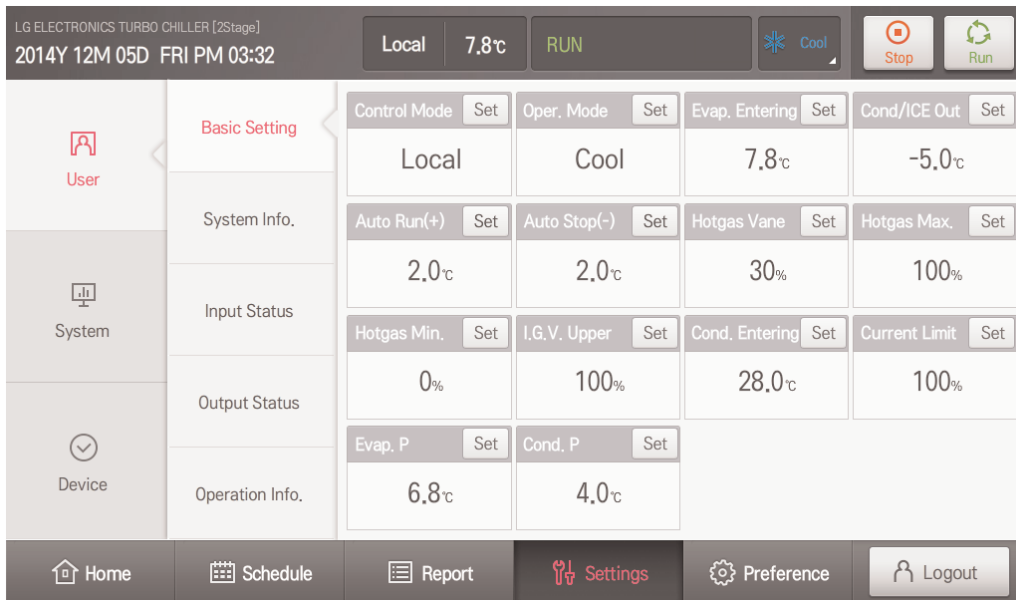 LG ELECTRONICS TURBO CHILLER [2Stage]
2014Y 12M 05D FRI PM 03:32
Local 7.8℃ RUN Cool Stop Run
User
System
Device
Basic Setting
System Info.
Input Status
Output Status
Operation Info.
Control Mode Set Oper. Mode Set Evap. Entering Set Cond/ICE Out Set
Local Cool 7.8℃ -5.0℃
Auto Run(+) Set Auto Stop(-) Set Hotgas Vane Set Hotgas Max. Set
2.0℃ 2.0℃ 30% 100%
Hotgas Min. Set I.G.V. Upper Set Cond. Entering Set Current Limit Set
0% 100% 28.0℃ 100%
Evap. P Set Cond. P Set
6.8℃ 4.0℃
Home Schedule Report Settings Preference Logout